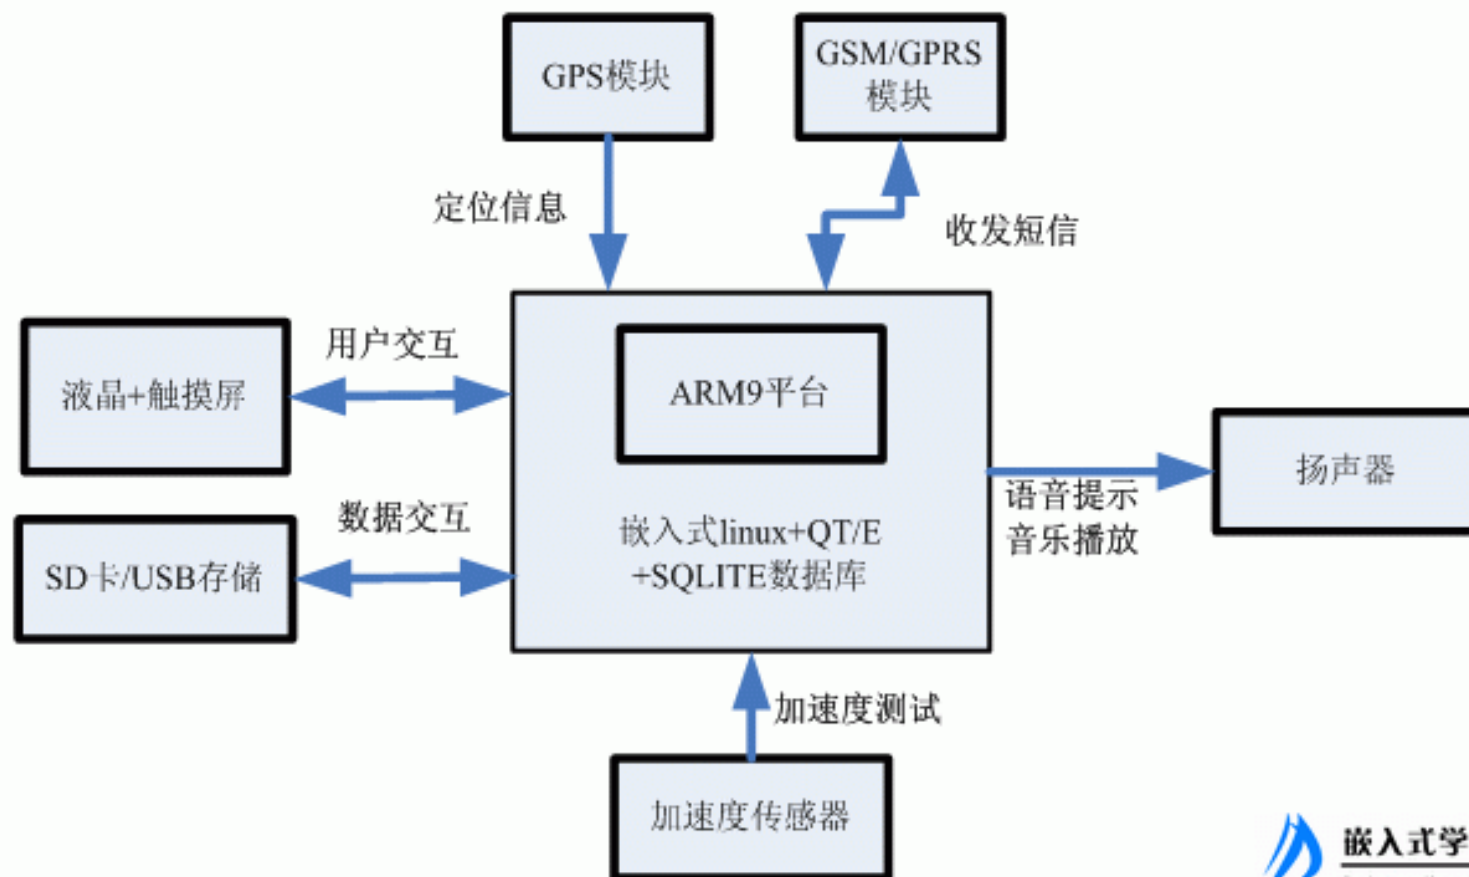 GPS模块
GSM/GPRS
模块
定位信息
收发短信
用户交互
液晶+触摸屏
ARM9平台
扬声器
语音提示
音乐播放
数据交互
SD卡/USB存储
嵌入式linux+QT/E
+SQLITE数据库
加速度测试
加速度传感器
嵌入式学